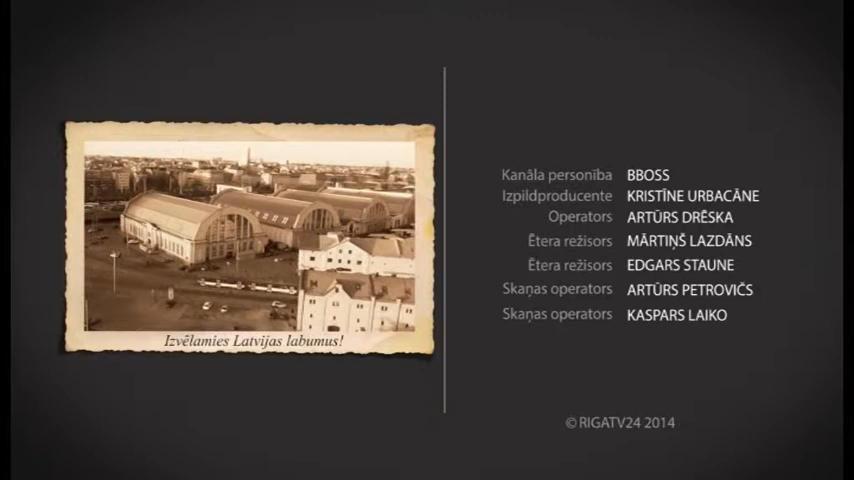 Izvēlamies Latvijas labumus!
Kanāla personība BBOSS
Izpildproducente KRISTĪNE URBACĀNE
Operators ARTŪRS DRĒSKA
Ētera režisors MĀRTIŅŠ LAZDĀNS
Ētera režisors EDGARS STAUNE
Skaņas operators ARTŪRS PETROVIČS
Skaņas operators KASPARS LAIKO
© RIGATV24 2014